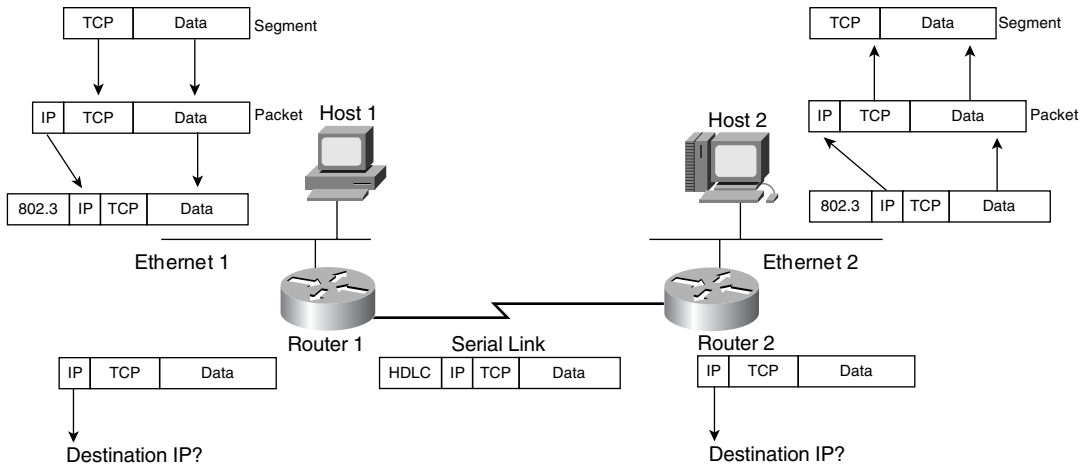 TCP Data Segment
IP TCP Data Packet
802.3 IP TCP Data
Host 1
Ethernet 1
Router 1
IP TCP Data
Destination IP?
Serial Link
HDLC IP TCP Data
TCP Data Segment
IP TCP Data Packet
802.3 IP TCP Data
Host 2
Ethernet 2
Router 2
IP TCP Data
Destination IP?